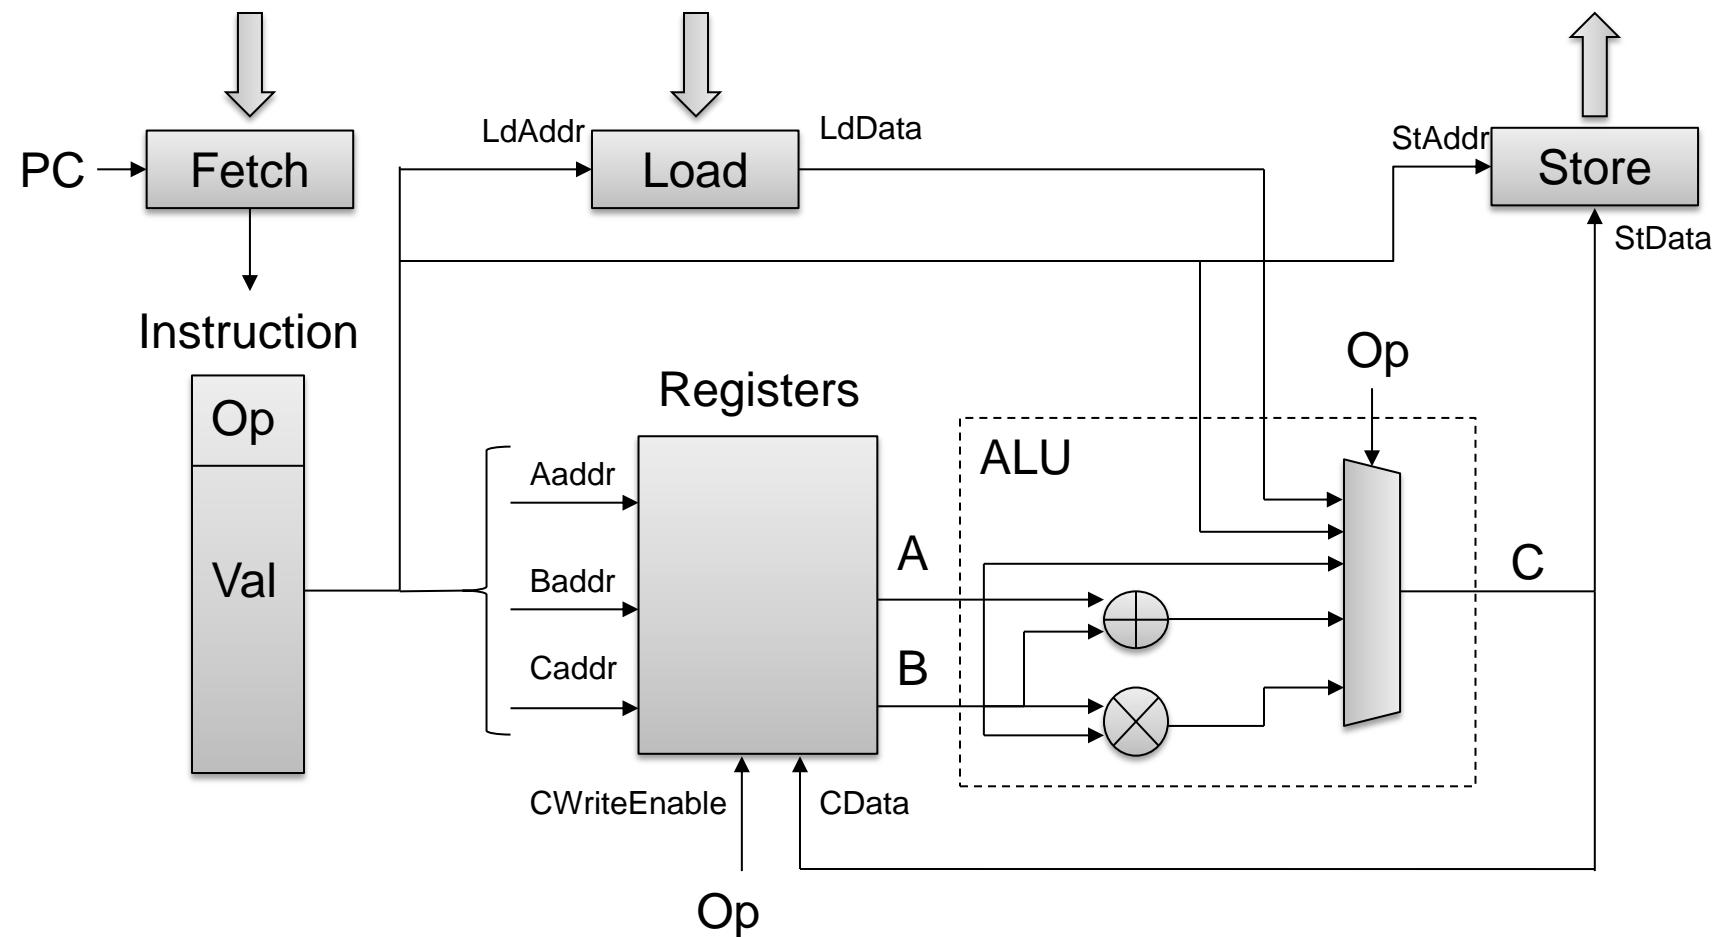 LdAddr
LdData
StAddr
PC
Fetch
Load
Store
StData
Instruction
Op
Registers
Op
ALU
Aaddr
A
C
Val
Baddr
B
Caddr
CWriteEnable
CData
Op